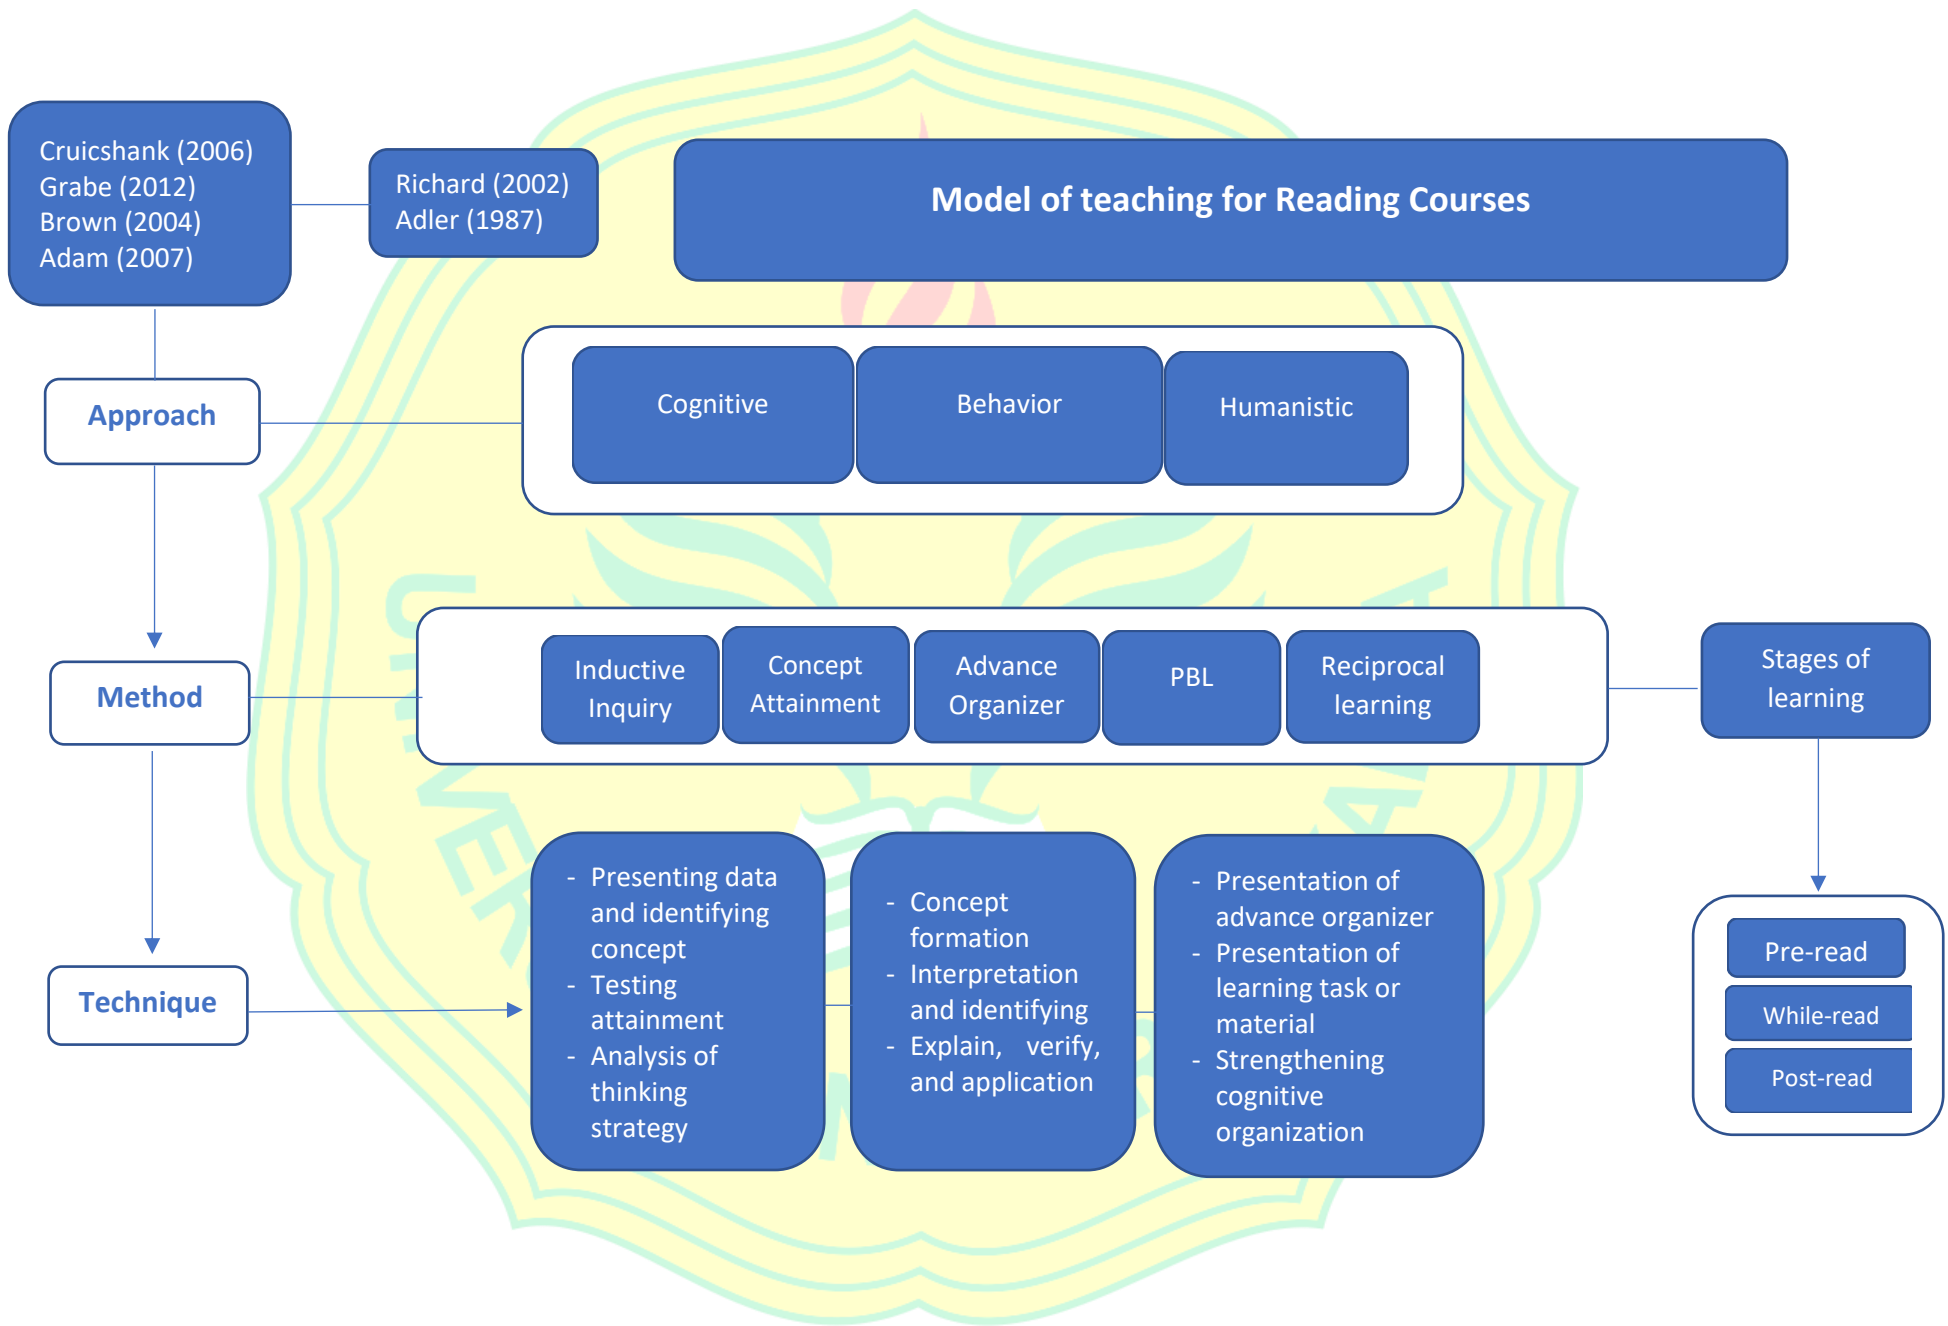 Cruicshank (2006)
Grabe (2012)
Brown (2004)
Adam (2007)
Richard (2002)
Adler (1987)
Model of teaching for Reading Courses
Approach
Cognitive
Behavior
Humanistic
Method
Inductive
Inquiry
Concept
Attainment
Advance
Organizer
PBL
Reciprocal
learning
Stages of
learning
Technique
- Presenting data
and identifying
concept
- Testing
attainment
- Analysis of
thinking
strategy
- Concept
formation
- Interpretation
and identifying
- Explain, verify,
and application
- Presentation of
advance organizer
- Presentation of
learning task or
material
- Strengthening
cognitive
organization
Pre-read
While-read
Post-read